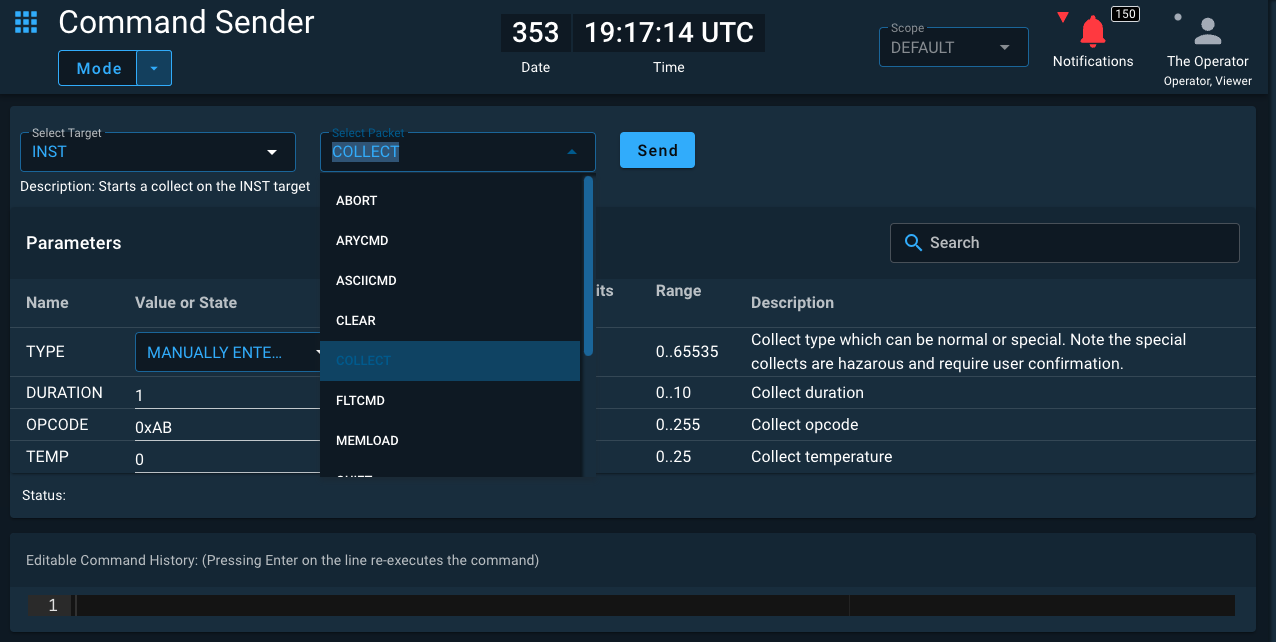 Command Sender
Mode
353
19:17:14 UTC
Date
Time
Scope
DEFAULT
150
Notifications
The Operator
Operator, Viewer
Select Target
INST
Select Packet
COLLECT
Send
Description: Starts a collect on the INST target
ABORT
ARYCMD
ASCIICMD
CLEAR
COLLECT
FLTCMD
MEMLOAD
Parameters
Search
Name
Value or State
its
Range
Description
TYPE
MANUALLY ENTE...
0..65535
Collect type which can be normal or special. Note the special
collects are hazarous and require user confirmation.
DURATION
1
0..10
Collect duration
OPCODE
0xAB
0..255
Collect opcode
TEMP
0
0..25
Collect temperature
Status:
Editable Command History: (Pressing Enter on the line re-executes the command)
1